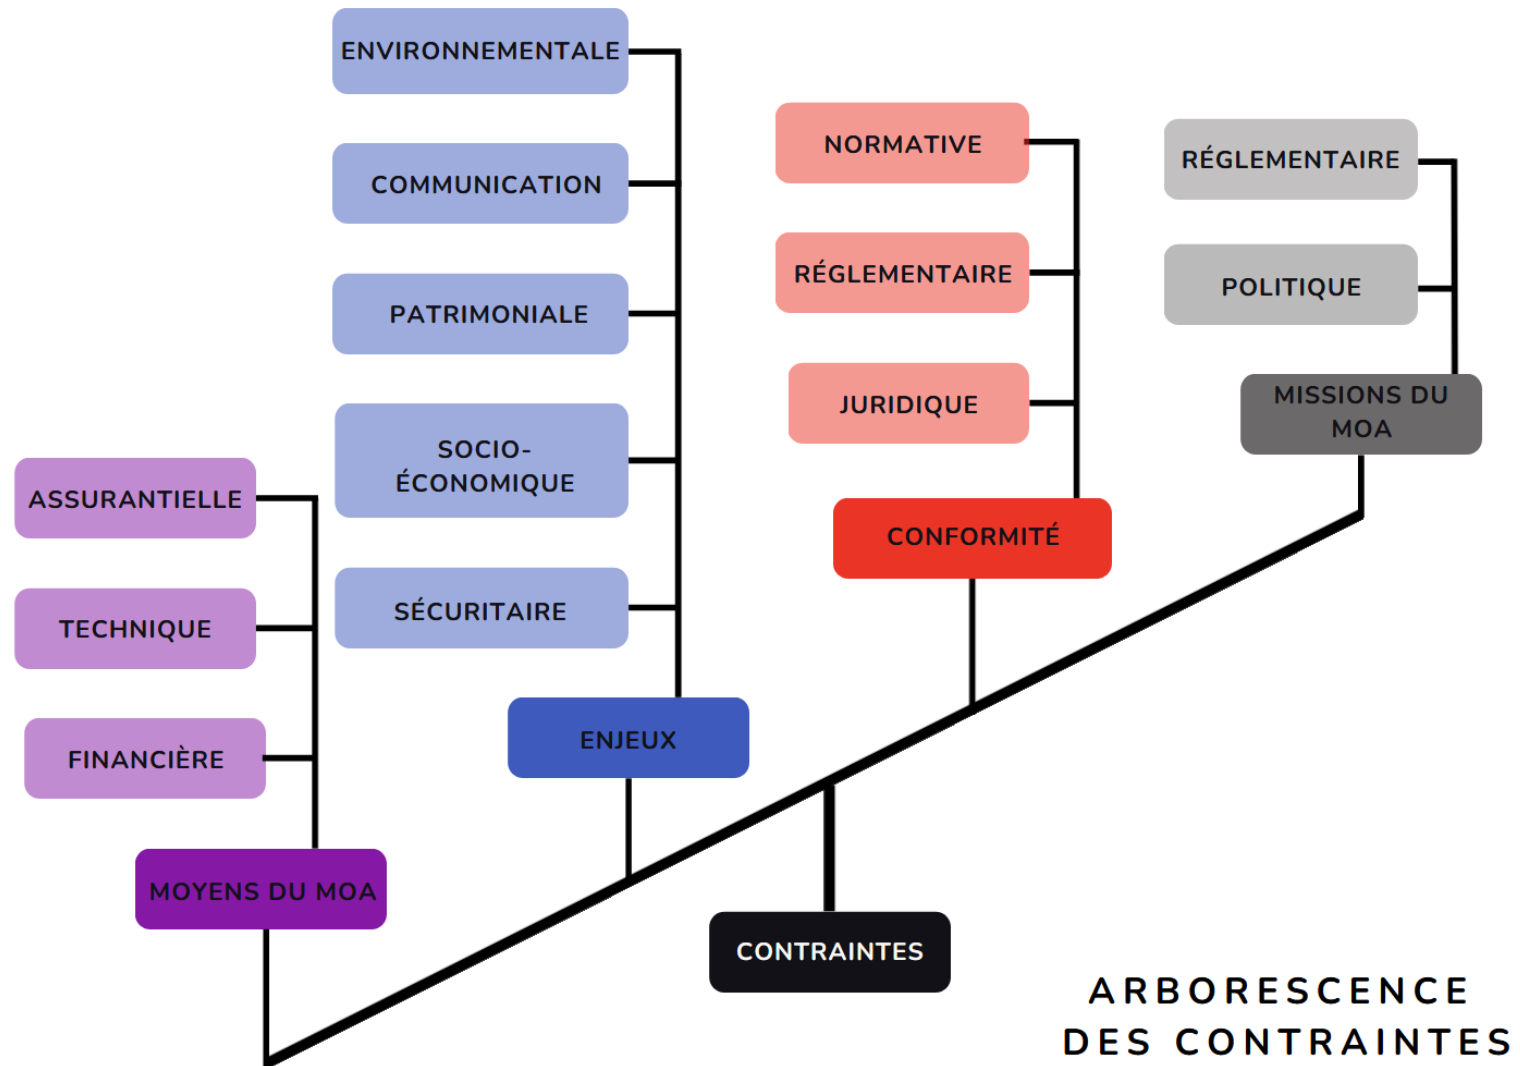 ENVIRONNEMENTALE
COMMUNICATION
PATRIMONIALE
SOCIO-
ÉCONOMIQUE
SÉCURITAIRE
ENJEUX
ASSURANTIELLE
TECHNIQUE
FINANCIÈRE
MOYENS DU MOA
NORMATIVE
RÉGLEMENTAIRE
JURIDIQUE
CONFORMITÉ
RÉGLEMENTAIRE
POLITIQUE
MISSIONS DU
MOA
CONTRAINTES
ARBORESCENCE
DES CONTRAINTES